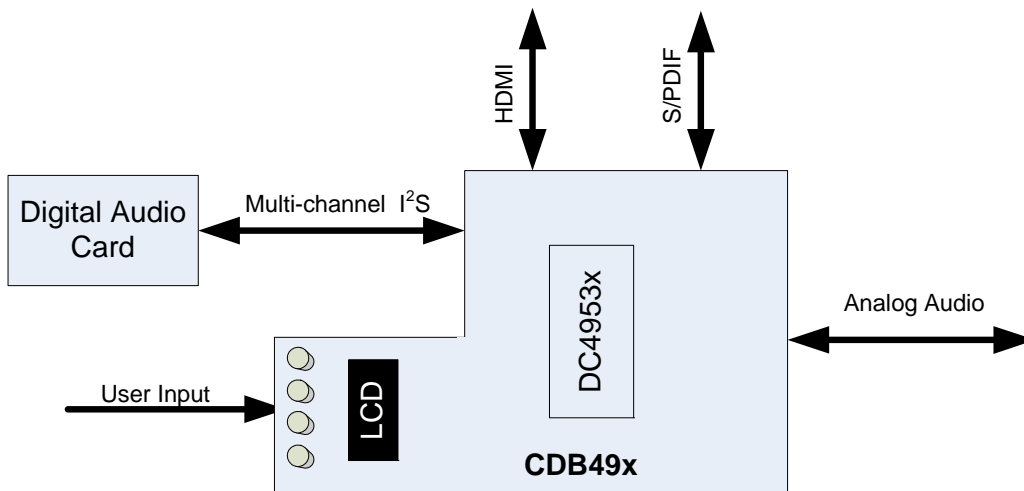 HDMI
S/PDIF
Digital Audio
Card
Multi-channel I²S
DC4953x
Analog Audio
User Input
LCD
CDB49x